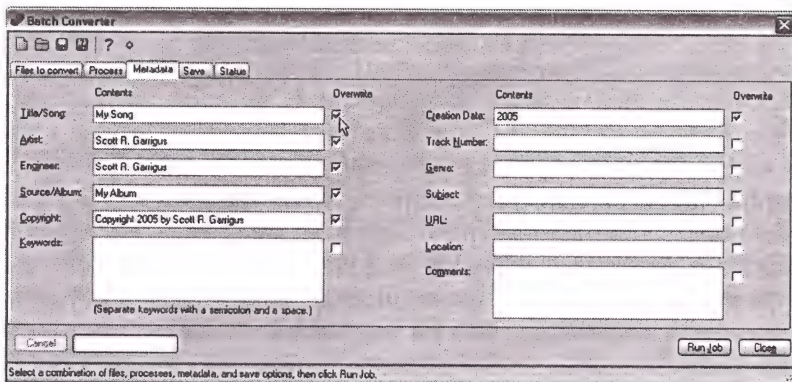 Batch Converter
?
Files to convert Process Metadata Save Status
Contents Overwrite
Title/Song: My Song
Artist: Scott R. Garrigus
Engineer: Scott R. Garrigus
Source/Album: My Album
Copyright: Copyright 2005 by Scott R. Garrigus
Keywords:
(Separate keywords with a semicolon and a space.)
Contents Overwrite
Creation Date: 2005
Track Number:
Genre:
Subject:
URL:
Location:
Comments:
Cancel
Run Job Close
Select a combination of files, processes, metadata, and save options, then click Run Job.